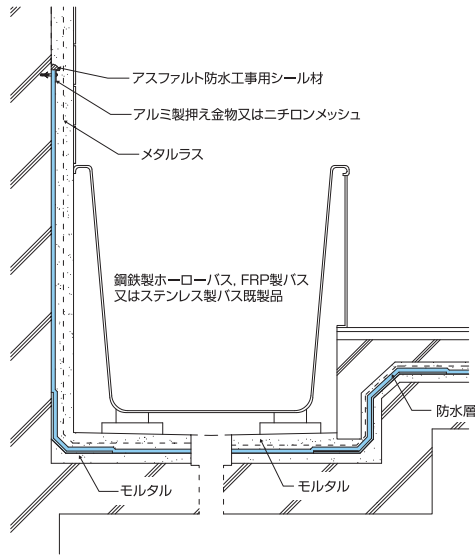 アスファルト防水工事用シール材
アルミ製押え金物又はニチロンメッシュ
メタルラス
鋼鉄製ホーローバス, FRP製バス
又はステンレス製バス既製品
防水層
モルタル
モルタル